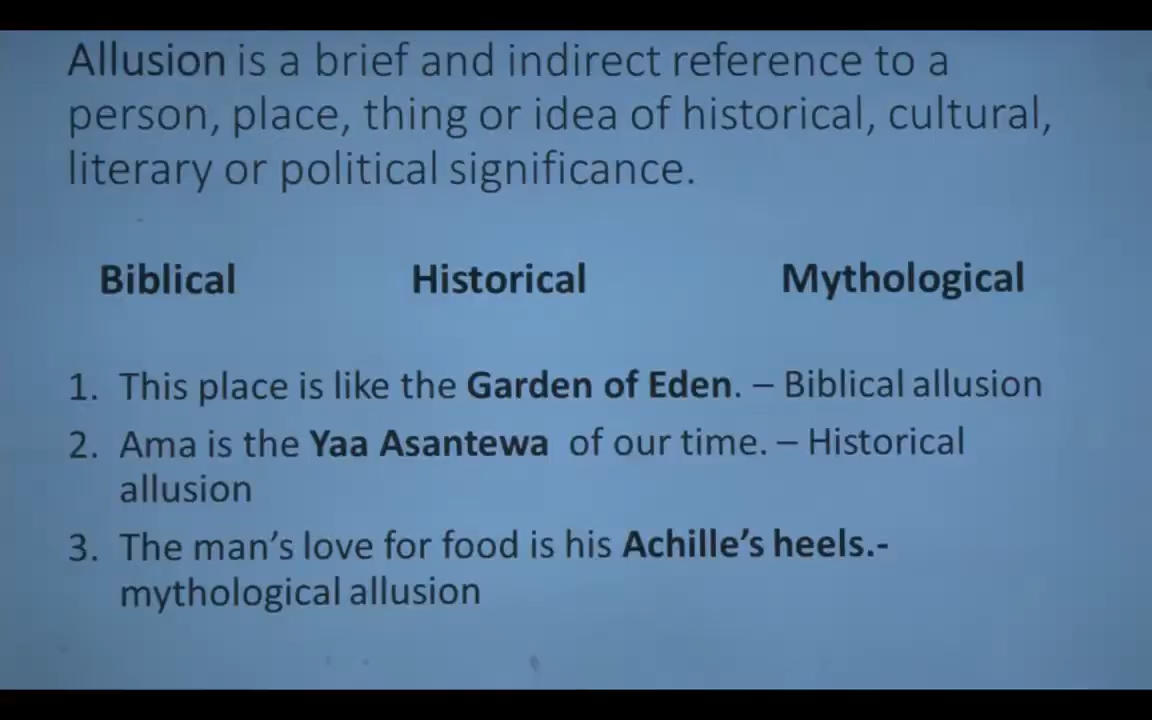 Allusion is a brief and indirect reference to a
person, place, thing or idea of historical, cultural,
literary or political significance.
Biblical Historical Mythological
1. This place is like the Garden of Eden. – Biblical allusion
2. Ama is the Yaa Asantewa of our time. – Historical
allusion
3. The man's love for food is his Achille's heels.-
mythological allusion